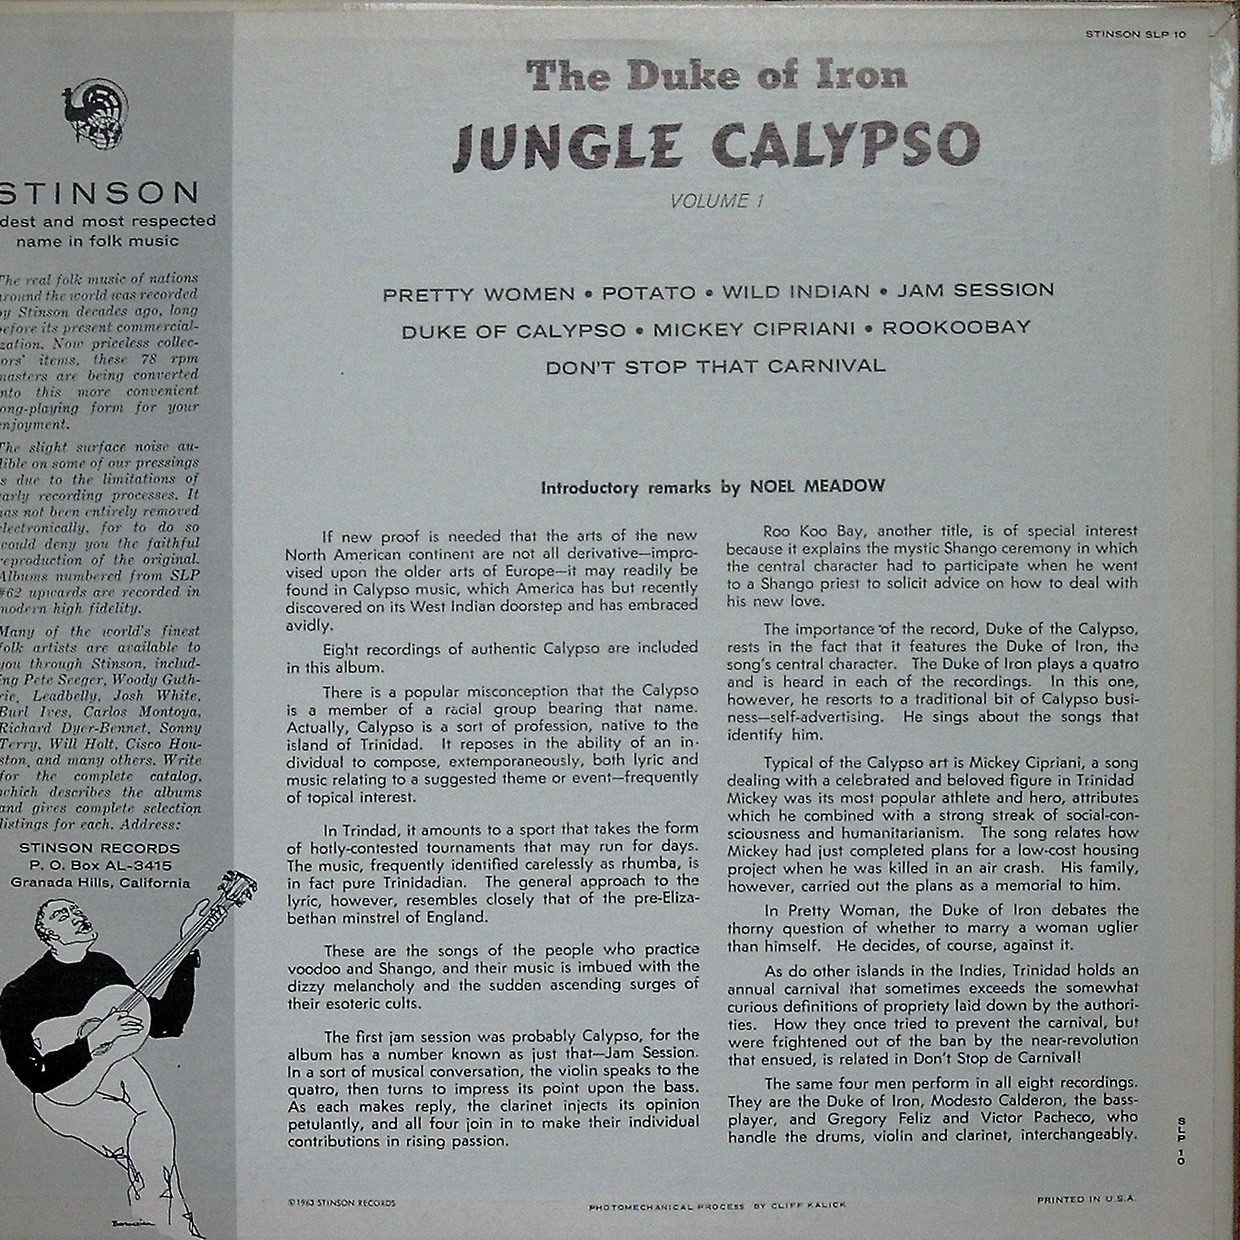 STINSON SLP 10
The Duke of Iron
JUNGLE CALYPSO
VOLUME 1
PRETTY WOMEN • POTATO • WILD INDIAN • JAM SESSION
DUKE OF CALYPSO • MICKEY CIPRIANI • ROOKOOBAY
DON'T STOP THAT CARNIVAL
STINSON
dest and most respected
name in folk music
The real folk music of nations
around the world was recorded
by Stinson decades ago, long
before its present commercial-
ization. Now priceless collec-
tors' items, these 78 rpm
masters are being converted
into this more convenient
long-playing form for your
enjoyment.
The slight surface noise au-
dible on some of our pressings
is due to the limitations of
early recording processes. It
has not been entirely removed
electronically, for to do so
would deny you the faithful
reproduction of the original.
Albums numbered from SLP
#62 upwards are recorded in
modern high fidelity.
Many of the world's finest
folk artists are available to
you through Stinson, includ-
ing Pete Seeger, Woody Guth-
rie, Leadbelly, Josh White,
Burl Ives, Carlos Montoya,
Richard Dyer-Bennet, Sonny
Terry, Will Holt, Cisco Hou-
ston, and many others. Write
for the complete catalog,
which describes the albums
and gives complete selection
listings for each. Address:
STINSON RECORDS
P. O. Box AL-3415
Granada Hills, California
Introductory remarks by NOEL MEADOW
If new proof is needed that the arts of the new
North American continent are not all derivative—impro-
vised upon the older arts of Europe—it may readily be
found in Calypso music, which America has but recently
discovered on its West Indian doorstep and has embraced
avidly.
Eight recordings of authentic Calypso are included
in this album.
There is a popular misconception that the Calypso
is a member of a racial group bearing that name.
Actually, Calypso is a sort of profession, native to the
island of Trinidad. It reposes in the ability of an in-
dividual to compose, extemporaneously, both lyric and
music relating to a suggested theme or event—frequently
of topical interest.
In Trindad, it amounts to a sport that takes the form
of hotly-contested tournaments that may run for days.
The music, frequently identified carelessly as rhumba, is
in fact pure Trinidadian. The general approach to the
lyric, however, resembles closely that of the pre-Eliza-
bethan minstrel of England.
These are the songs of the people who practice
voodoo and Shango, and their music is imbued with the
dizzy melancholy and the sudden ascending surges of
their esoteric cults.
The first jam session was probably Calypso, for the
album has a number known as just that—Jam Session.
In a sort of musical conversation, the violin speaks to the
quatro, then turns to impress its point upon the bass.
As each makes reply, the clarinet injects its opinion
petulantly, and all four join in to make their individual
contributions in rising passion.
Roo Koo Bay, another title, is of special interest
because it explains the mystic Shango ceremony in which
the central character had to participate when he went
to a Shango priest to solicit advice on how to deal with
his new love.
The importance of the record, Duke of the Calypso,
rests in the fact that it features the Duke of Iron, the
song's central character. The Duke of Iron plays a quatro
and is heard in each of the recordings. In this one,
however, he resorts to a traditional bit of Calypso busi-
ness—self-advertising. He sings about the songs that
identify him.
Typical of the Calypso art is Mickey Cipriani, a song
dealing with a celebrated and beloved figure in Trinidad
Mickey was its most popular athlete and hero, attributes
which he combined with a strong streak of social-con-
sciousness and humanitarianism. The song relates how
Mickey had just completed plans for a low-cost housing
project when he was killed in an air crash. His family,
however, carried out the plans as a memorial to him.
In Pretty Woman, the Duke of Iron debates the
thorny question of whether to marry a woman uglier
than himself. He decides, of course, against it.
As do other islands in the Indies, Trinidad holds an
annual carnival that sometimes exceeds the somewhat
curious definitions of propriety laid down by the authori-
ties. How they once tried to prevent the carnival, but
were frightened out of the ban by the near-revolution
that ensued, is related in Don't Stop de Carnival!
The same four men perform in all eight recordings.
They are the Duke of Iron, Modesto Calderon, the bass-
player, and Gregory Feliz and Victor Pacheco, who
handle the drums, violin and clarinet, interchangeably.
SLP 10
©1963 STINSON RECORDS
PHOTOMECHANICAL PROCESS BY CLIFF KALICK
PRINTED IN U.S.A.